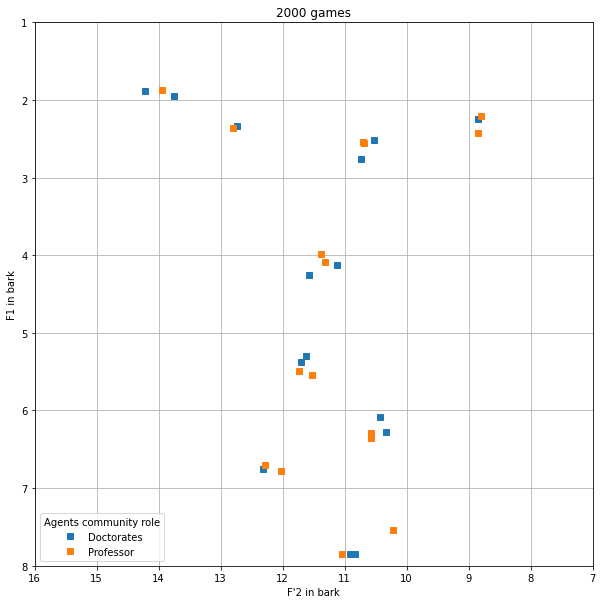 2000 games
1
2
3
4
5
6
7
8
F1 in bark
Agents community role
Doctorates
Professor
16 15 14 13 12 11 10 9 8 7
F'2 in bark